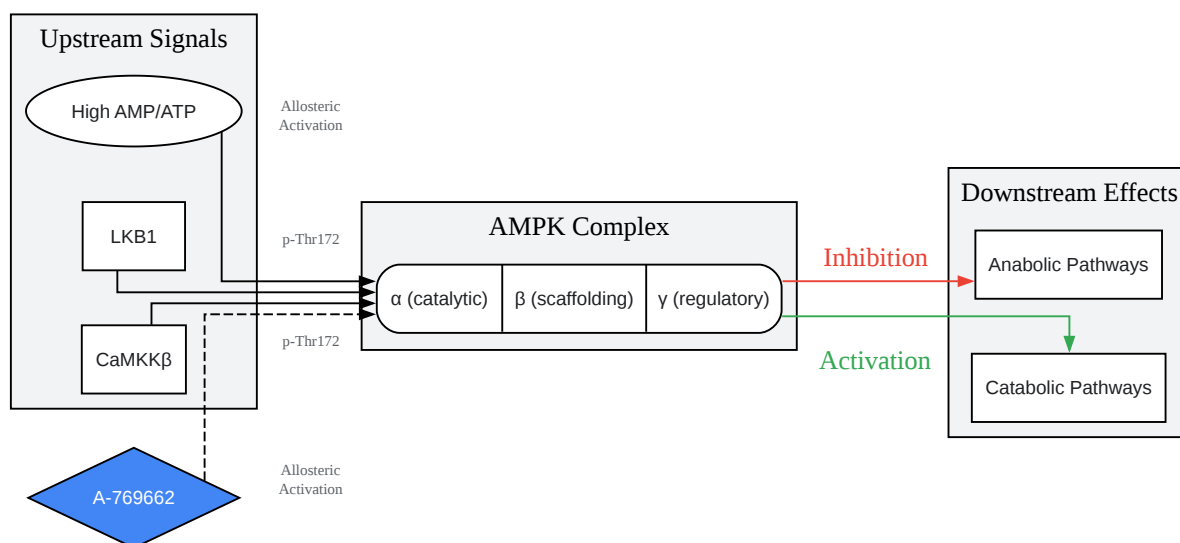 Upstream Signals
High AMP/ATP
Allosteric
Activation
LKB1
p-Thr172
CaMKKβ
p-Thr172
A-769662
Allosteric
Activation
AMPK Complex
α (catalytic)
β (scaffolding)
γ (regulatory)
Inhibition
Activation
Downstream Effects
Anabolic Pathways
Catabolic Pathways